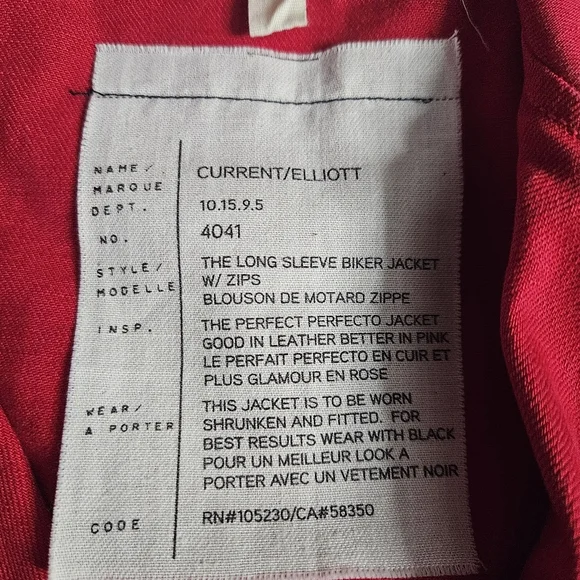 NAME/ CURRENT/ELLIOTT
MARQUE
DEPT. 10.15.9.5
NO. 4041
STYLE/ THE LONG SLEEVE BIKER JACKET
MODELLE W/ ZIPS
BLOUSON DE MOTARD ZIPPE
INSP. THE PERFECT PERFECTO JACKET
GOOD IN LEATHER BETTER IN PINK
LE PERFAIT PERFECTO EN CUIR ET
PLUS GLAMOUR EN ROSE
WEAR/ THIS JACKET IS TO BE WORN
A PORTER SHRUNKEN AND FITTED. FOR
BEST RESULTS WEAR WITH BLACK
POUR UN MEILLEUR LOOK A
PORTER AVEC UN VETEMENT NOIR
CODE RN#105230/CA#58350